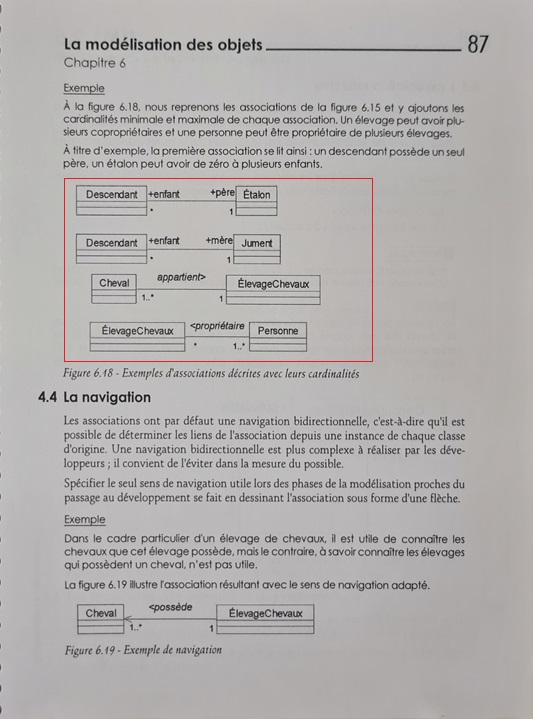 La modélisation des objets 87
Chapitre 6
Exemple
À la figure 6.18, nous reprenons les associations de la figure 6.15 et y ajoutons les
cardinalités minimale et maximale de chaque association. Un élevage peut avoir plu-
sieurs copropriétaires et une personne peut être propriétaire de plusieurs élevages.
À titre d'exemple, la première association se lit ainsi : un descendant possède un seul
père, un étalon peut avoir de zéro à plusieurs enfants.
Descendant +enfant +père Étalon
* 1
Descendant +enfant +mère Jument
* 1
Cheval appartient> ÉlevageChevaux
1..* 1
ÉlevageChevaux <propriétaire Personne
* 1..*
Figure 6.18 - Exemples d'associations décrites avec leurs cardinalités
4.4 La navigation
Les associations ont par défaut une navigation bidirectionnelle, c'est-à-dire qu'il est
possible de déterminer les liens de l'association depuis une instance de chaque classe
d'origine. Une navigation bidirectionnelle est plus complexe à réaliser par les déve-
loppeurs ; il convient de l'éviter dans la mesure du possible.
Spécifier le seul sens de navigation utile lors des phases de la modélisation proches du
passage au développement se fait en dessinant l'association sous forme d'une flèche.
Exemple
Dans le cadre particulier d'un élevage de chevaux, il est utile de connaître les
chevaux que cet élevage possède, mais le contraire, à savoir connaître les élevages
qui possèdent un cheval, n'est pas utile.
La figure 6.19 illustre l'association résultant avec le sens de navigation adapté.
Cheval <possède ÉlevageChevaux
1..* 1
Figure 6.19 - Exemple de navigation